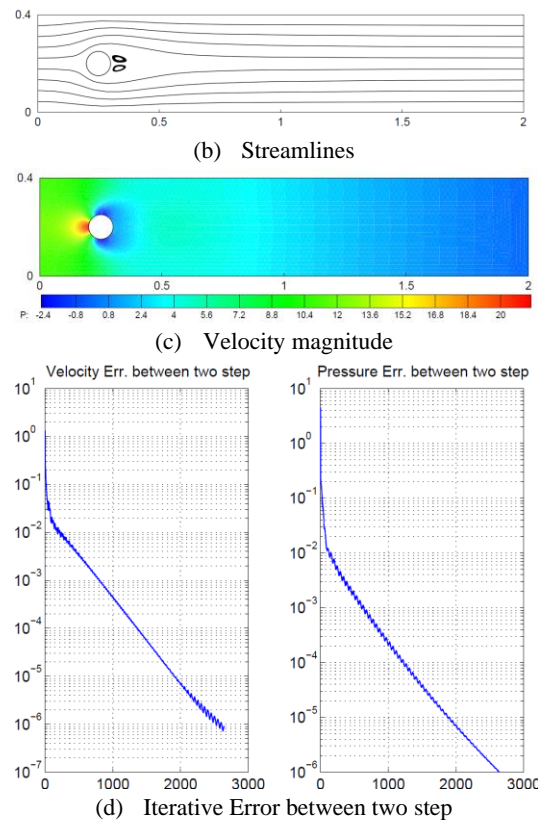 0.4
0
0 0.5 1 1.5 2
(b) Streamlines
0.4
0
0 0.5 1 1.5 2
P: -2.4 -0.8 0.8 2.4 4 5.6 7.2 8.8 10.4 12 13.6 15.2 16.8 18.4 20
(c) Velocity magnitude
Velocity Err. between two step
10^1
10^0
10^-1
10^-2
10^-3
10^-4
10^-5
10^-6
10^-7
0 1000 2000 3000
Pressure Err. between two step
10^1
10^0
10^-1
10^-2
10^-3
10^-4
10^-5
10^-6
0 1000 2000 3000
(d) Iterative Error between two step